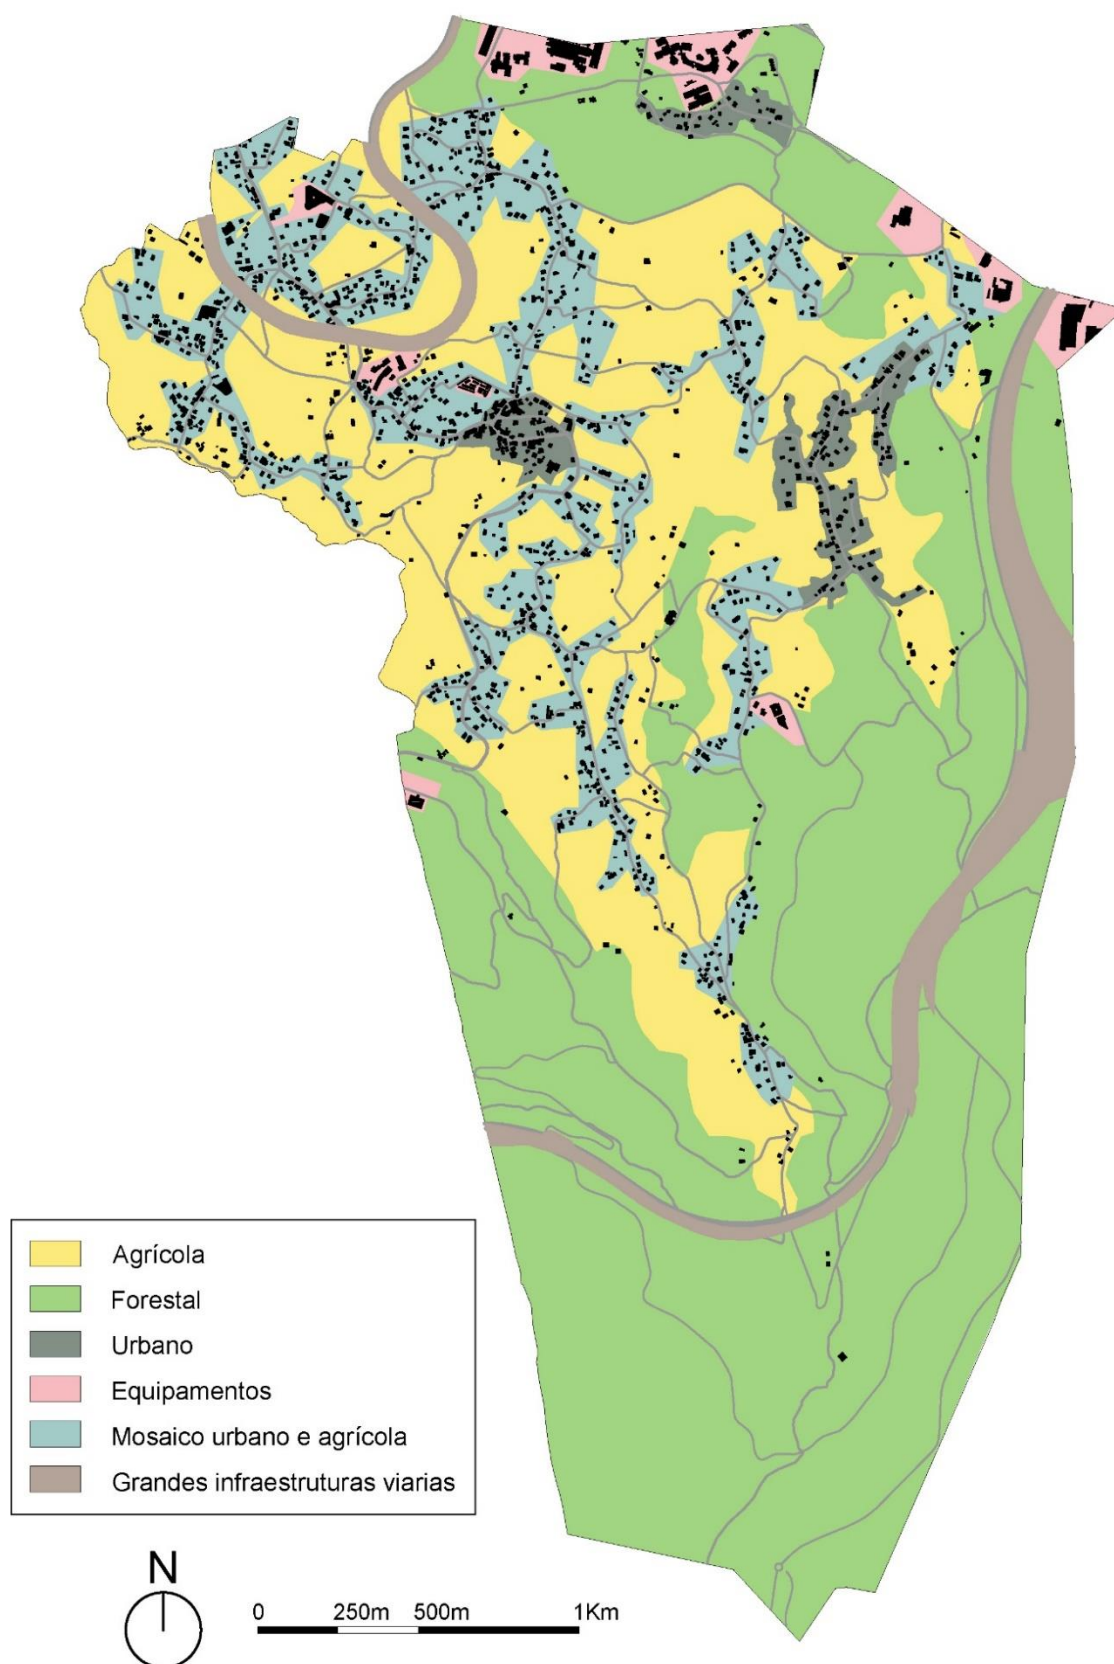 Agrícola
Forestal
Urbano
Equipamentos
Mosaico urbano e agrícola
Grandes infraestruturas viarias
N
0 250m 500m 1Km